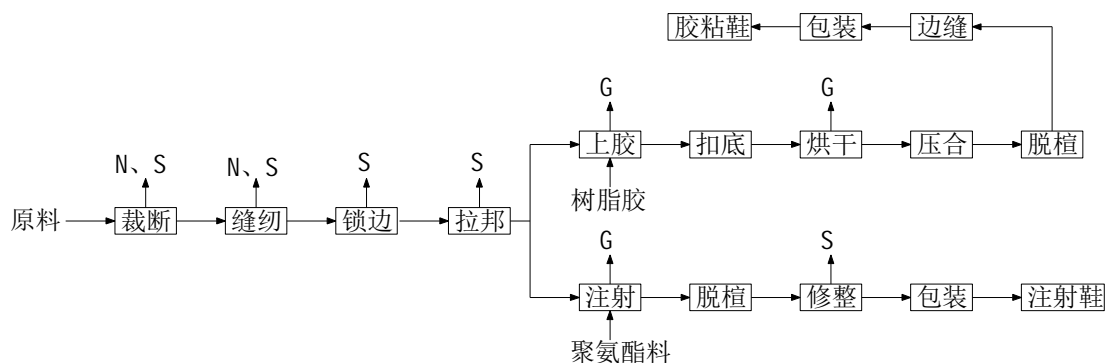 胶粘鞋 包装 边缝
G G
上胶 扣底 烘干 压合 脱楦
N、S N、S S S
树脂胶
原料 裁断 缝纫 锁边 拉邦
G S
注射 脱楦 修整 包装 注射鞋
聚氨酯料